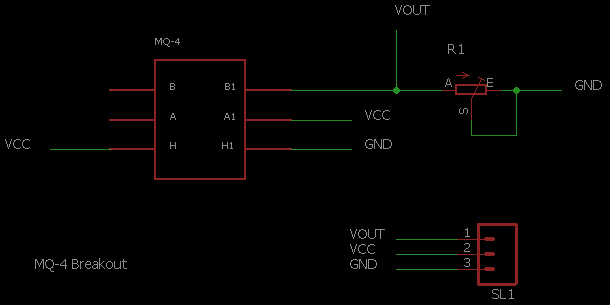 VOUT
MQ-4
R1
B B1
A E
GND
A A1
VCC
S
VCC
H H1
GND
VOUT 1
VCC 2
GND 3
MQ-4 Breakout
SL1